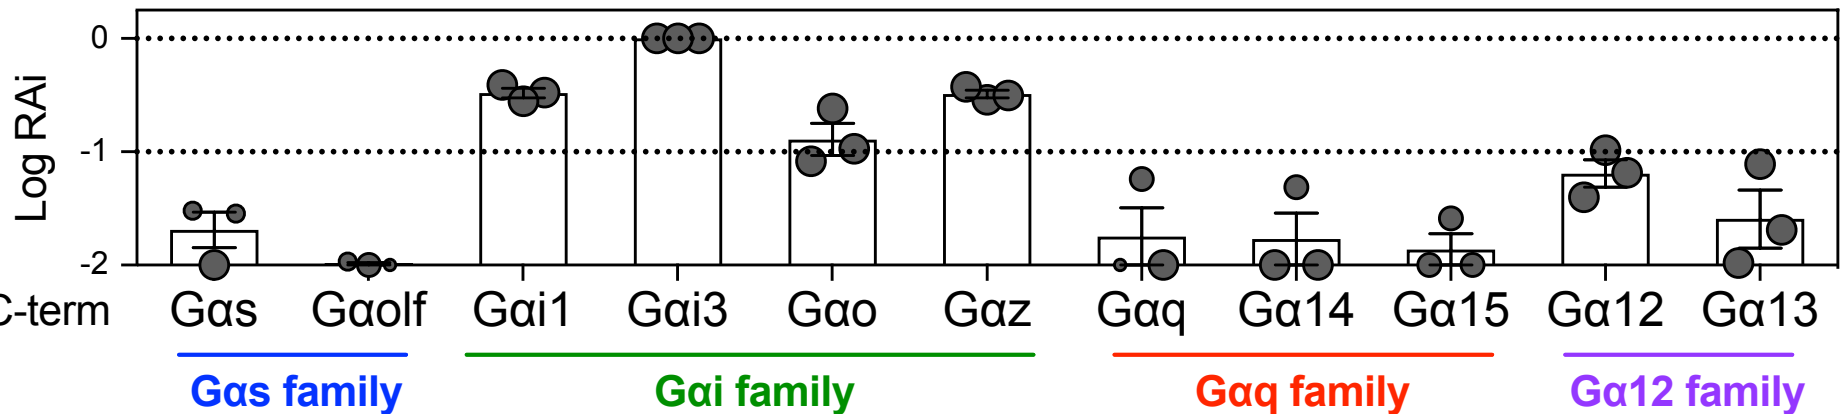 Log RAi
0
-1
-2
C-term Gαs Gαolf Gαi1 Gαi3 Gαo Gαz Gαq Gα14 Gα15 Gα12 Gα13
Gαs family Gαi family Gαq family Gα12 family